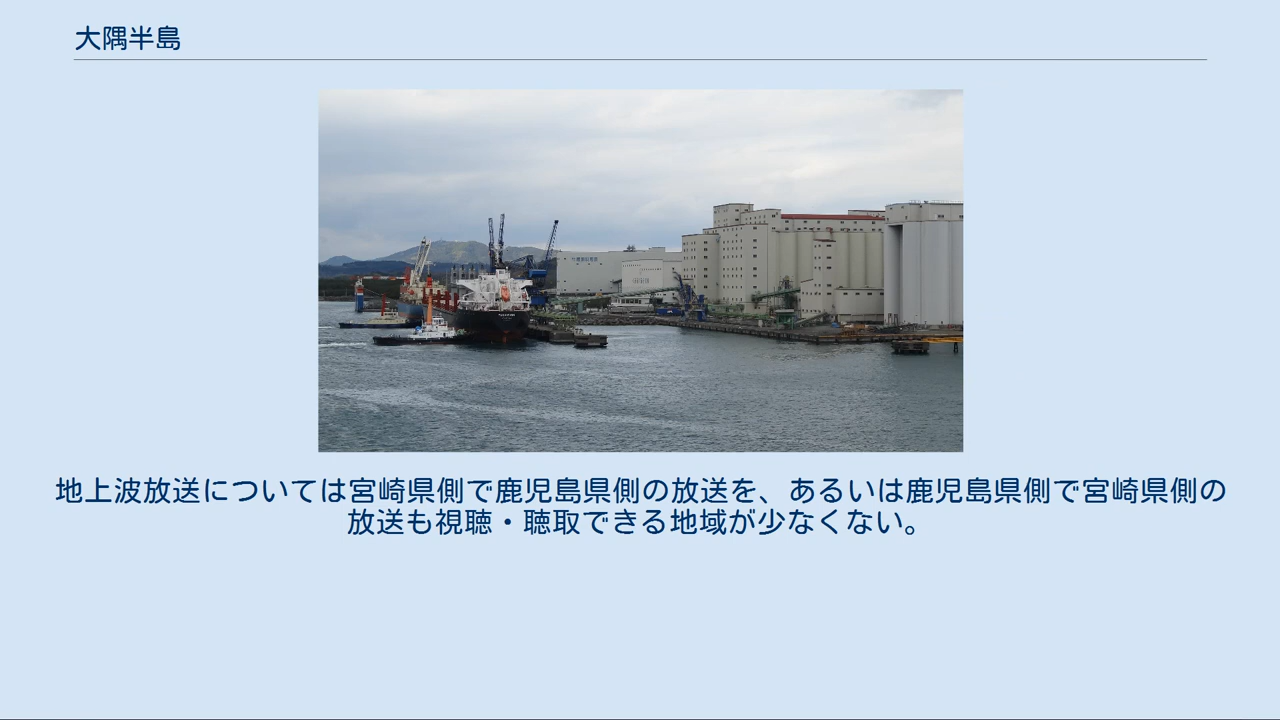 大隅半島
地上波放送については宮崎県側で鹿児島県側の放送を、あるいは鹿児島県側で宮崎県側の
放送も視聴・聴取できる地域が少なくない。